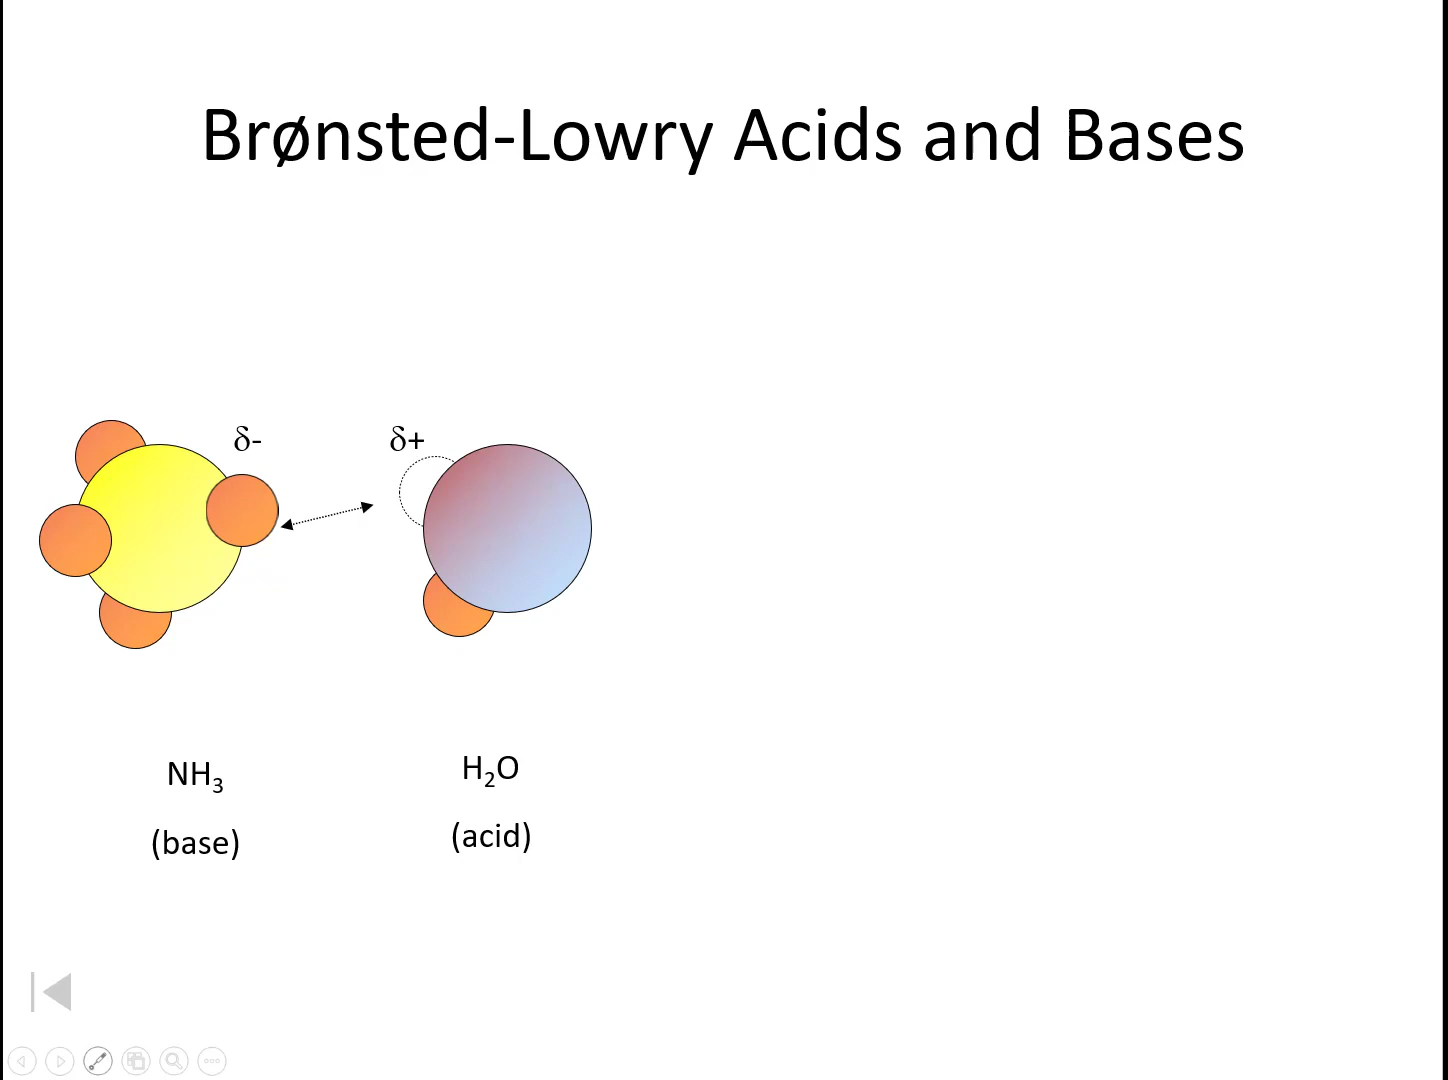 Brønsted-Lowry Acids and Bases
δ- δ+
NH₃ H₂O
(base) (acid)